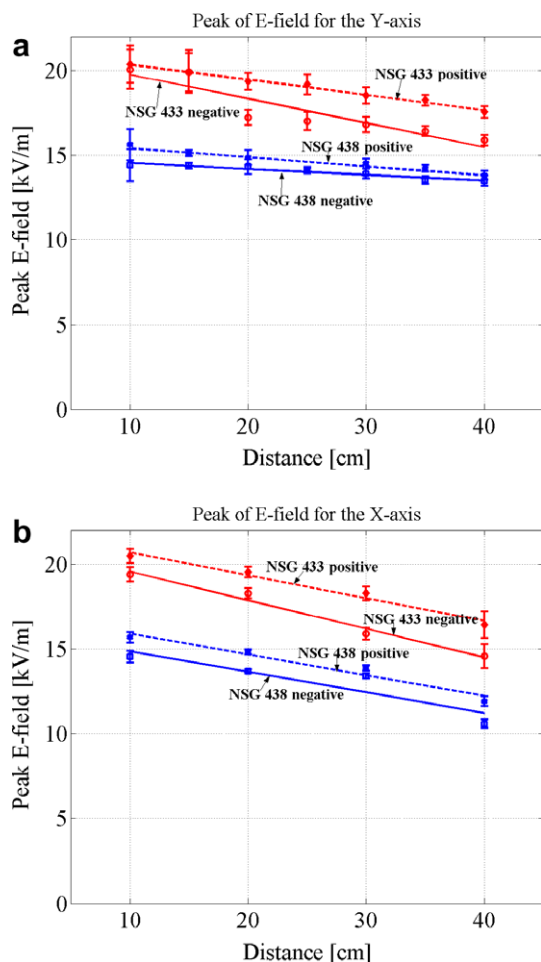 a
Peak of E-field for the Y-axis
Peak E-field [kV/m]
20
15
10
5
0
NSG 433 positive
NSG 433 negative
NSG 438 positive
NSG 438 negative
10
20
30
40
Distance [cm]
b
Peak of E-field for the X-axis
Peak E-field [kV/m]
20
15
10
5
0
NSG 433 positive
NSG 433 negative
NSG 438 positive
NSG 438 negative
10
20
30
40
Distance [cm]